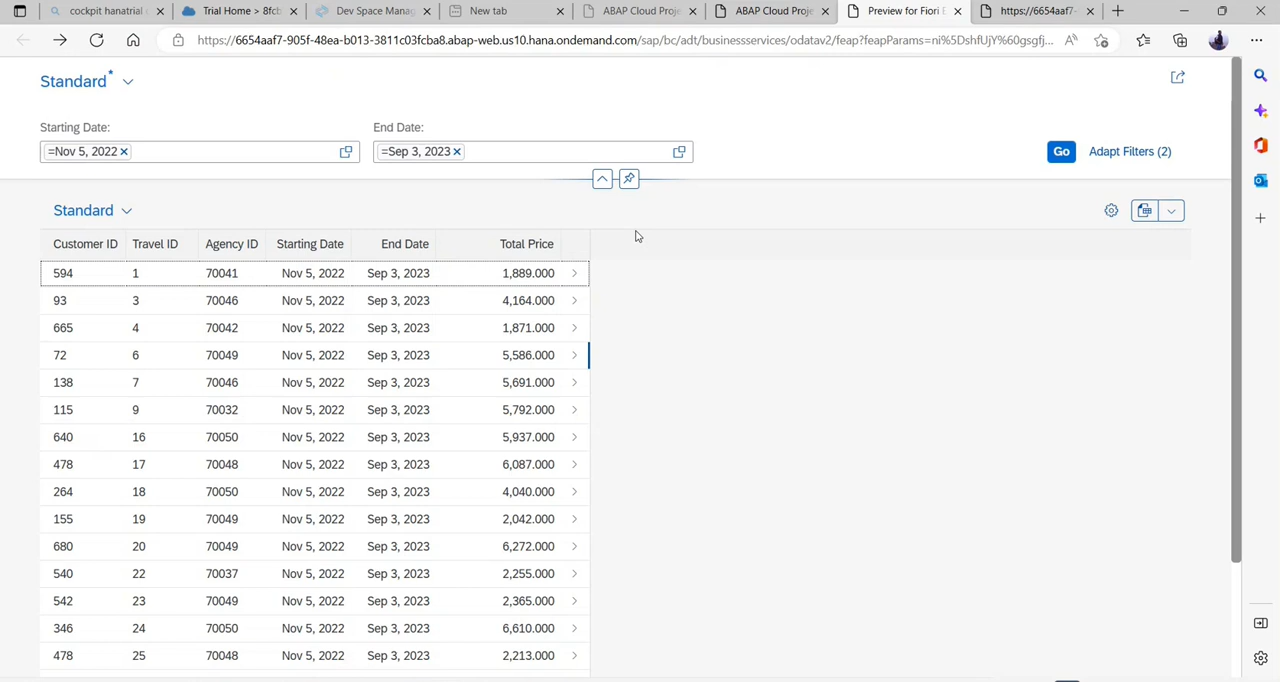 cockpit hanatrial
Trial Home > 8fcb
Dev Space Manag
New tab
ABAP Cloud Proje
ABAP Cloud Proje
Preview for Fiori E
https://6654aaf7-
https://6654aaf7-905f-48ea-b013-3811c03fcba8.abap-web.us10.hana.ondemand.com/sap/bc/adt/businessservices/odatav2/feap?feapParams=ni%5DshfUjY%60gsgfj...
Standard*
Starting Date:
End Date:
=Nov 5, 2022
=Sep 3, 2023
Go
Adapt Filters (2)
Standard
Customer ID Travel ID Agency ID Starting Date End Date Total Price
594 1 70041 Nov 5, 2022 Sep 3, 2023 1,889.000
93 3 70046 Nov 5, 2022 Sep 3, 2023 4,164.000
665 4 70042 Nov 5, 2022 Sep 3, 2023 1,871.000
72 6 70049 Nov 5, 2022 Sep 3, 2023 5,586.000
138 7 70046 Nov 5, 2022 Sep 3, 2023 5,691.000
115 9 70032 Nov 5, 2022 Sep 3, 2023 5,792.000
640 16 70050 Nov 5, 2022 Sep 3, 2023 5,937.000
478 17 70048 Nov 5, 2022 Sep 3, 2023 6,087.000
264 18 70050 Nov 5, 2022 Sep 3, 2023 4,040.000
155 19 70049 Nov 5, 2022 Sep 3, 2023 2,042.000
680 20 70049 Nov 5, 2022 Sep 3, 2023 6,272.000
540 22 70037 Nov 5, 2022 Sep 3, 2023 2,255.000
542 23 70049 Nov 5, 2022 Sep 3, 2023 2,365.000
346 24 70050 Nov 5, 2022 Sep 3, 2023 6,610.000
478 25 70048 Nov 5, 2022 Sep 3, 2023 2,213.000